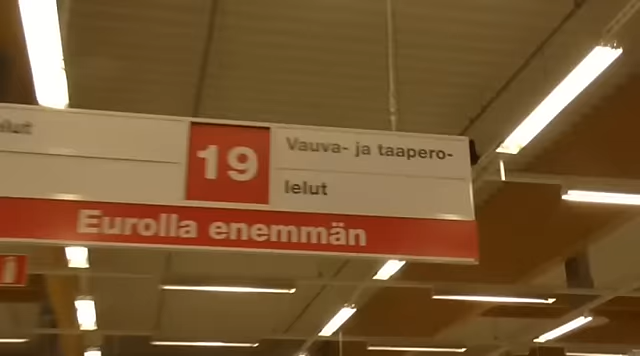 19
Vauva- ja taapero-
lelut
Eurolla enemmän